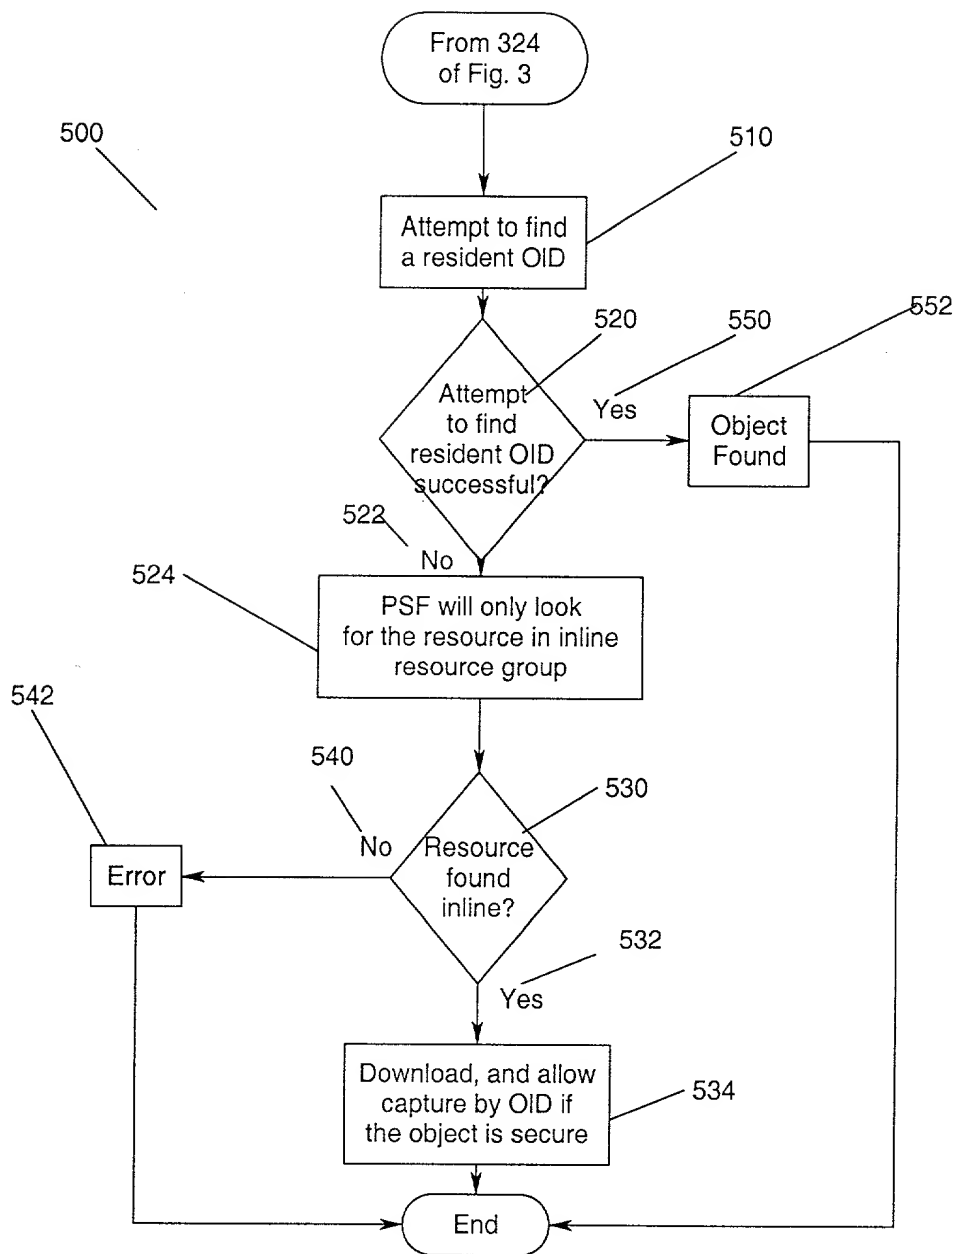 From 324
of Fig. 3
500
510
Attempt to find
a resident OID
520
550
552
Attempt
to find
resident OID
successful?
Yes
Object
Found
522
No
524
PSF will only look
for the resource in inline
resource group
542
540
530
No
Resource
found
inline?
Error
532
Yes
Download, and allow
capture by OID if
the object is secure
534
End